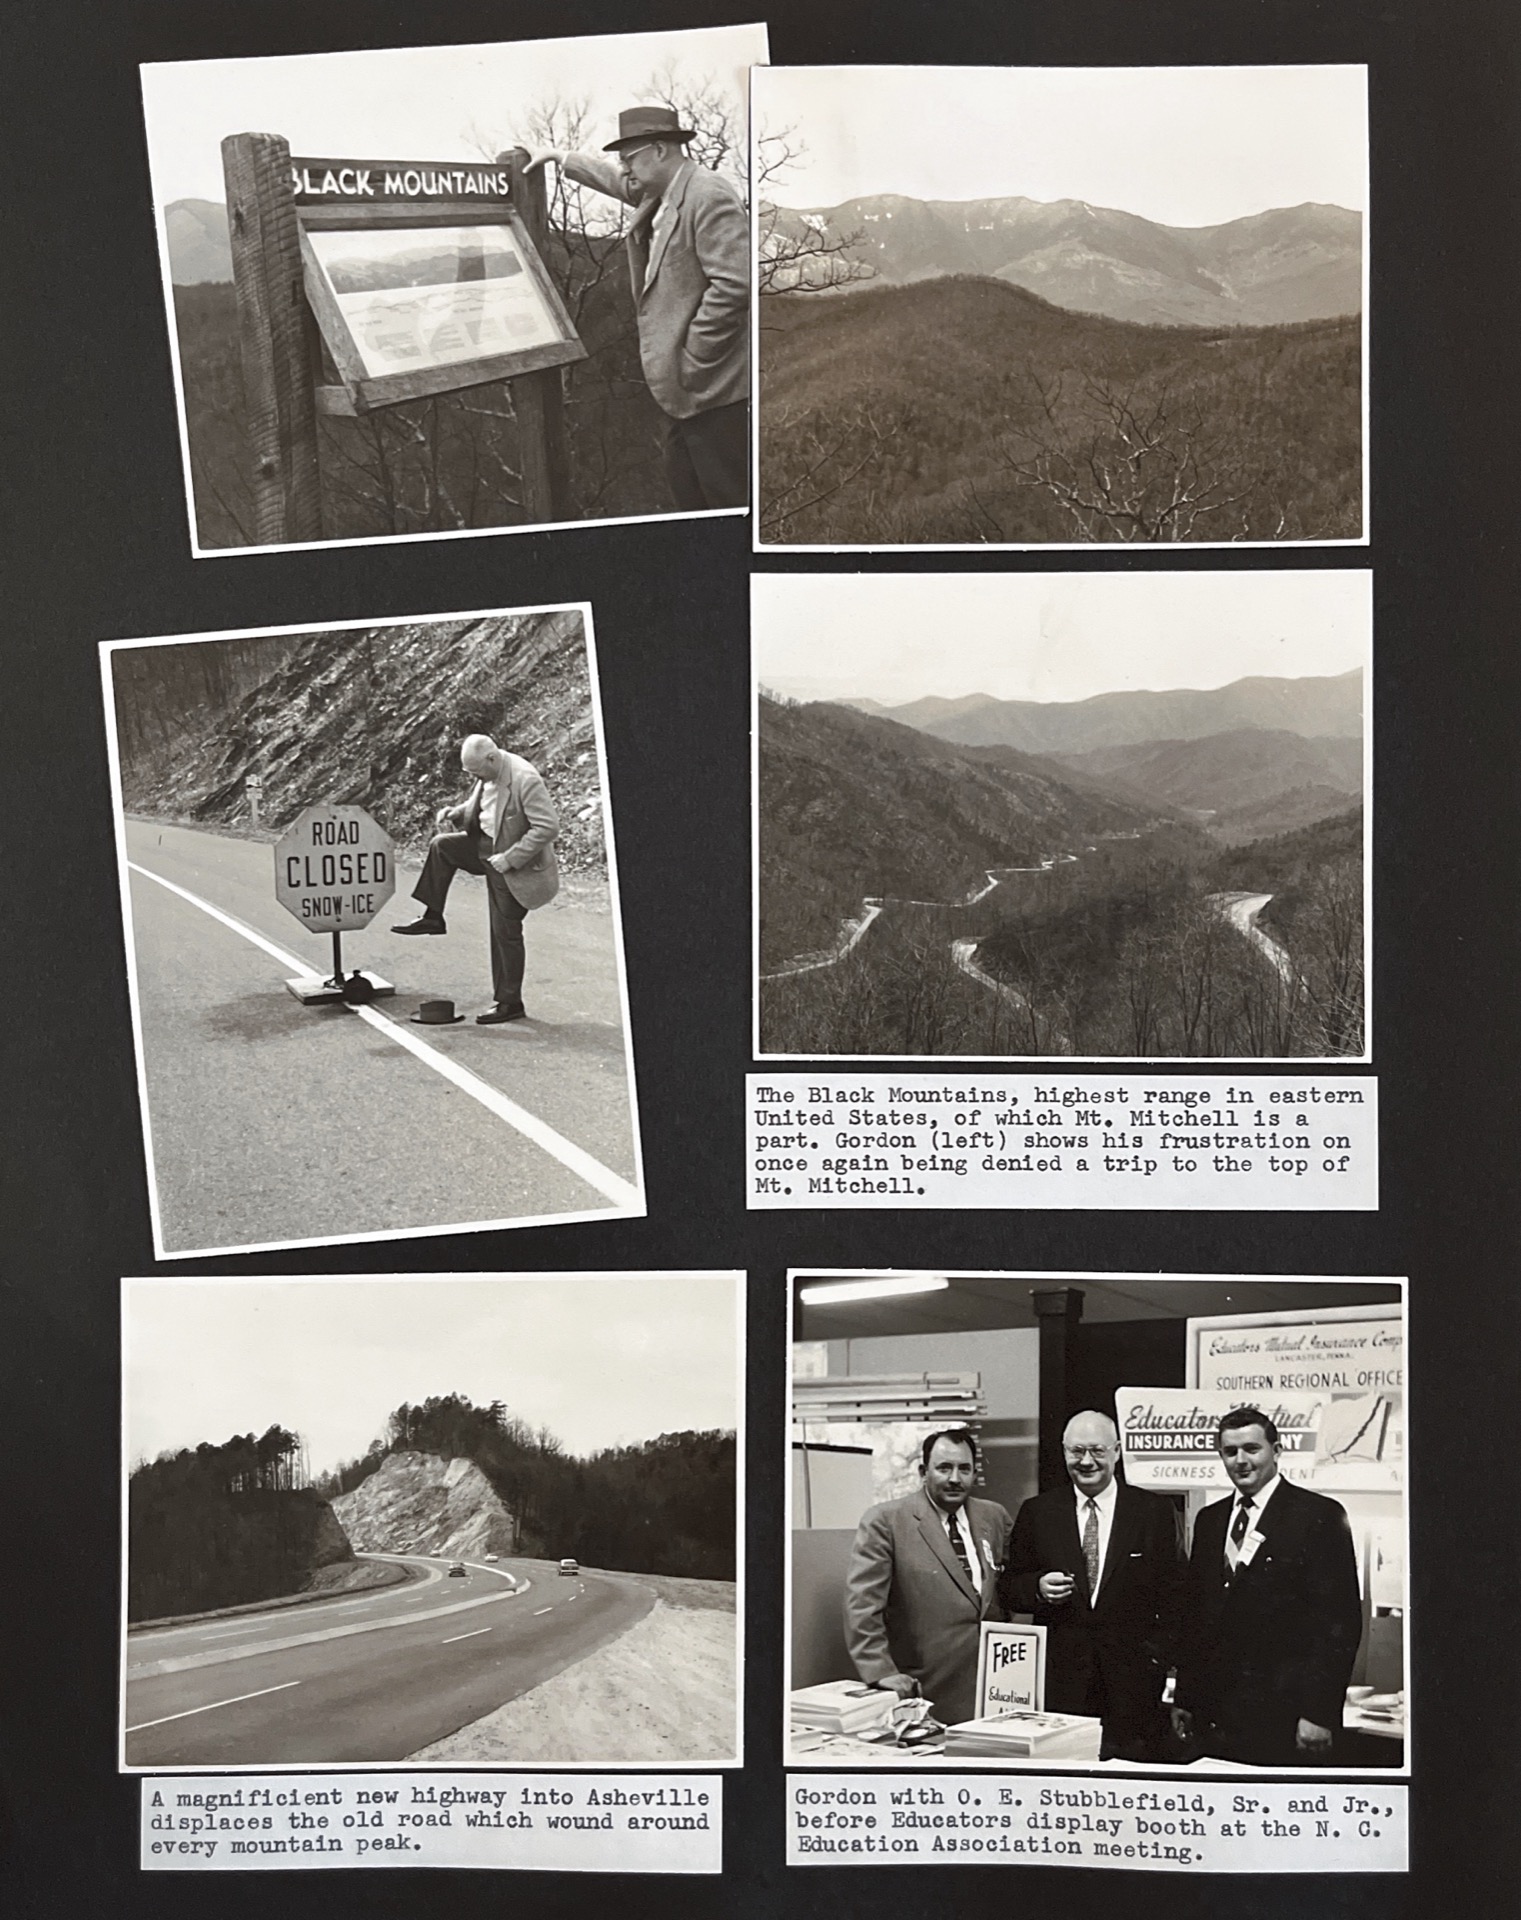 BLACK MOUNTAINS
ROAD
CLOSED
SNOW-ICE
The Black Mountains, highest range in eastern
United States, of which Mt. Mitchell is a
part. Gordon (left) shows his frustration on
once again being denied a trip to the top of
Mt. Mitchell.
A magnificient new highway into Asheville
displaces the old road which wound around
every mountain peak.
Educators Mutual Insurance Comp
LANCASTER, PENNA.
SOUTHERN REGIONAL OFFICE
Educators Mutual
INSURANCE NY
SICKNESS DENT
FREE
Educational
Gordon with O. E. Stubblefield, Sr. and Jr.,
before Educators display booth at the N. C.
Education Association meeting.